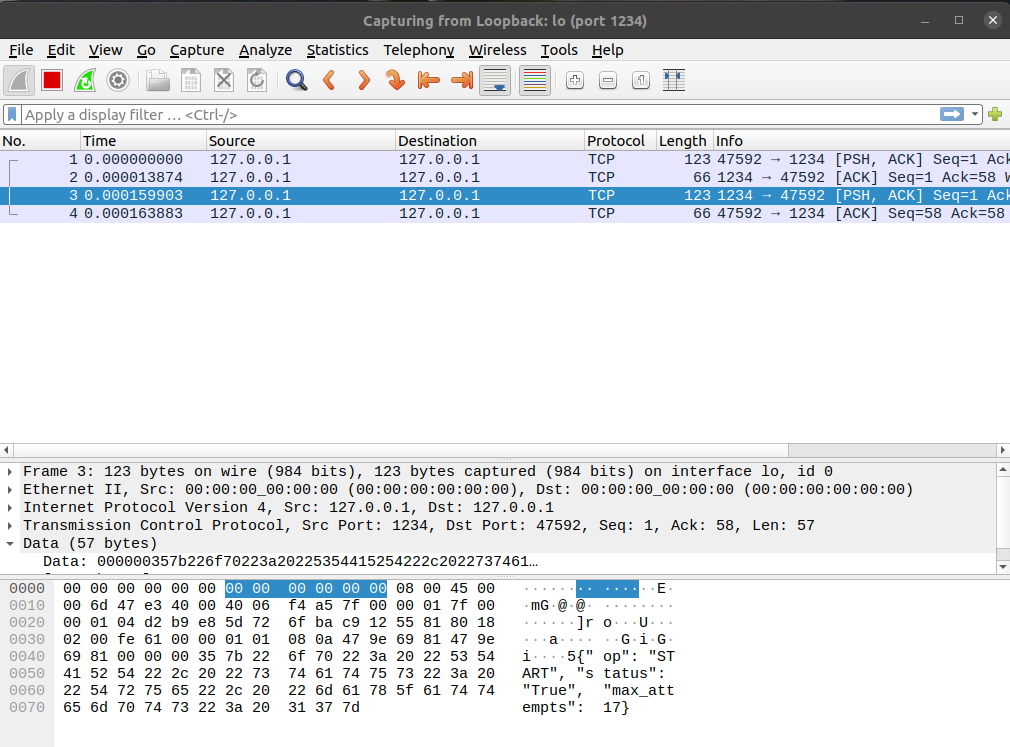 Capturing from Loopback: lo (port 1234)
File Edit View Go Capture Analyze Statistics Telephony Wireless Tools Help
Apply a display filter … <Ctrl-/>
No. Time Source Destination Protocol Length Info
1 0.000000000 127.0.0.1 127.0.0.1 TCP 123 47592 → 1234 [PSH, ACK] Seq=1 Ack
2 0.000013874 127.0.0.1 127.0.0.1 TCP 66 1234 → 47592 [ACK] Seq=1 Ack=58 W
3 0.000159903 127.0.0.1 127.0.0.1 TCP 123 1234 → 47592 [PSH, ACK] Seq=1 Ack
4 0.000163883 127.0.0.1 127.0.0.1 TCP 66 47592 → 1234 [ACK] Seq=58 Ack=58
Frame 3: 123 bytes on wire (984 bits), 123 bytes captured (984 bits) on interface lo, id 0
Ethernet II, Src: 00:00:00_00:00:00 (00:00:00:00:00:00), Dst: 00:00:00_00:00:00 (00:00:00:00:00:00)
Internet Protocol Version 4, Src: 127.0.0.1, Dst: 127.0.0.1
Transmission Control Protocol, Src Port: 1234, Dst Port: 47592, Seq: 1, Ack: 58, Len: 57
Data (57 bytes)
Data: 000000357b226f70223a20225354415254222c2022737461…
0000 00 00 00 00 00 00 00 00 00 00 00 00 08 00 45 00 ········ ······E·
0010 00 6d 47 e3 40 00 40 06 f4 a5 7f 00 00 01 7f 00 ·mG·@·@· ········
0020 00 01 04 d2 b9 e8 5d 72 6f ba c9 12 55 81 80 18 ······]r o···U···
0030 02 00 fe 61 00 00 01 01 08 0a 47 9e 69 81 47 9e ···a···· ··G·i·G·
0040 69 81 00 00 00 35 7b 22 6f 70 22 3a 20 22 53 54 i····5{" op": "ST
0050 41 52 54 22 2c 20 22 73 74 61 74 75 73 22 3a 20 ART", "s tatus":
0060 22 54 72 75 65 22 2c 20 22 6d 61 78 5f 61 74 74 "True", "max_att
0070 65 6d 70 74 73 22 3a 20 31 37 7d empts": 17}